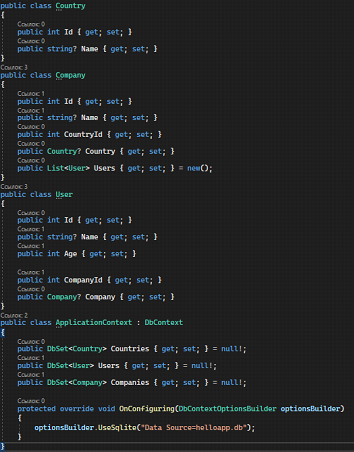 public class Country
{
Ссылок: 0
public int Id { get; set; }
Ссылок: 0
public string? Name { get; set; }
}
Ссылок: 3
public class Company
{
Ссылок: 1
public int Id { get; set; }
Ссылок: 1
public string? Name { get; set; }
Ссылок: 0
public int CountryId { get; set; }
Ссылок: 0
public Country? Country { get; set; }
Ссылок: 0
public List<User> Users { get; set; } = new();
}
Ссылок: 3
public class User
{
Ссылок: 0
public int Id { get; set; }
Ссылок: 1
public string? Name { get; set; }
Ссылок: 1
public int Age { get; set; }
Ссылок: 1
public int CompanyId { get; set; }
Ссылок: 0
public Company? Company { get; set; }
}
Ссылок: 2
public class ApplicationContext : DbContext
{
Ссылок: 0
public DbSet<Country> Countries { get; set; } = null!;
Ссылок: 1
public DbSet<User> Users { get; set; } = null!;
Ссылок: 1
public DbSet<Company> Companies { get; set; } = null!;
Ссылок: 0
protected override void OnConfiguring(DbContextOptionsBuilder optionsBuilder)
{
optionsBuilder.UseSqlite("Data Source=helloapp.db");
}
}